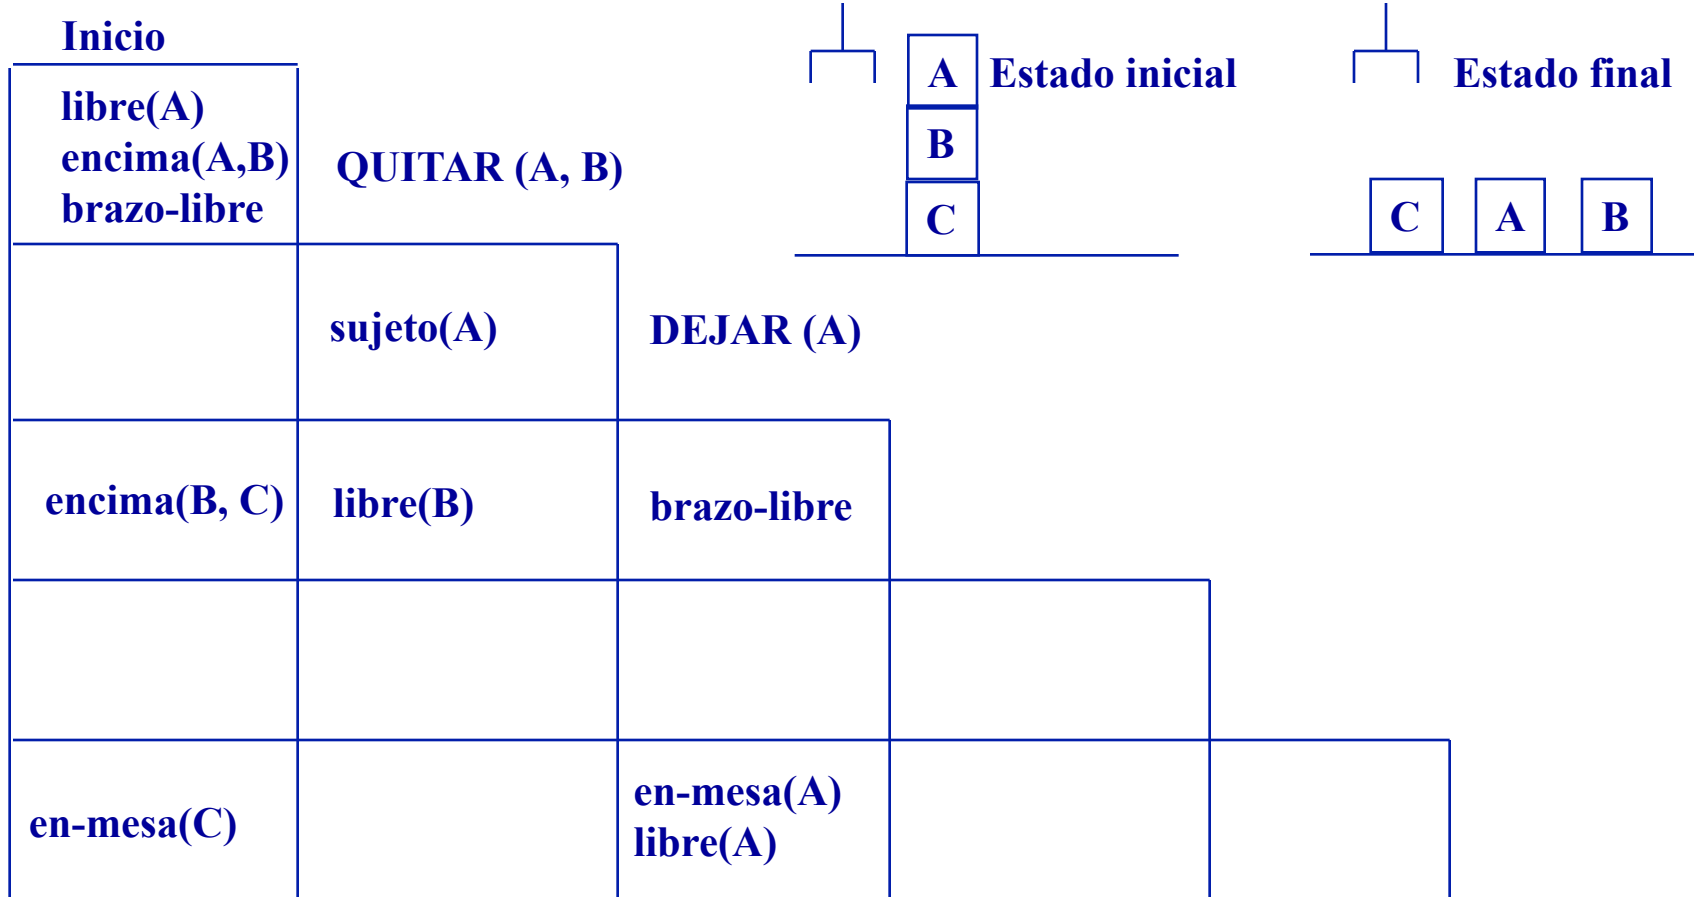 Inicio
libre(A)
encima(A,B)
brazo-libre
QUITAR (A, B)
A
B
C
Estado inicial
Estado final
C A B
sujeto(A)
DEJAR (A)
encima(B, C)
libre(B)
brazo-libre
en-mesa(C)
en-mesa(A)
libre(A)